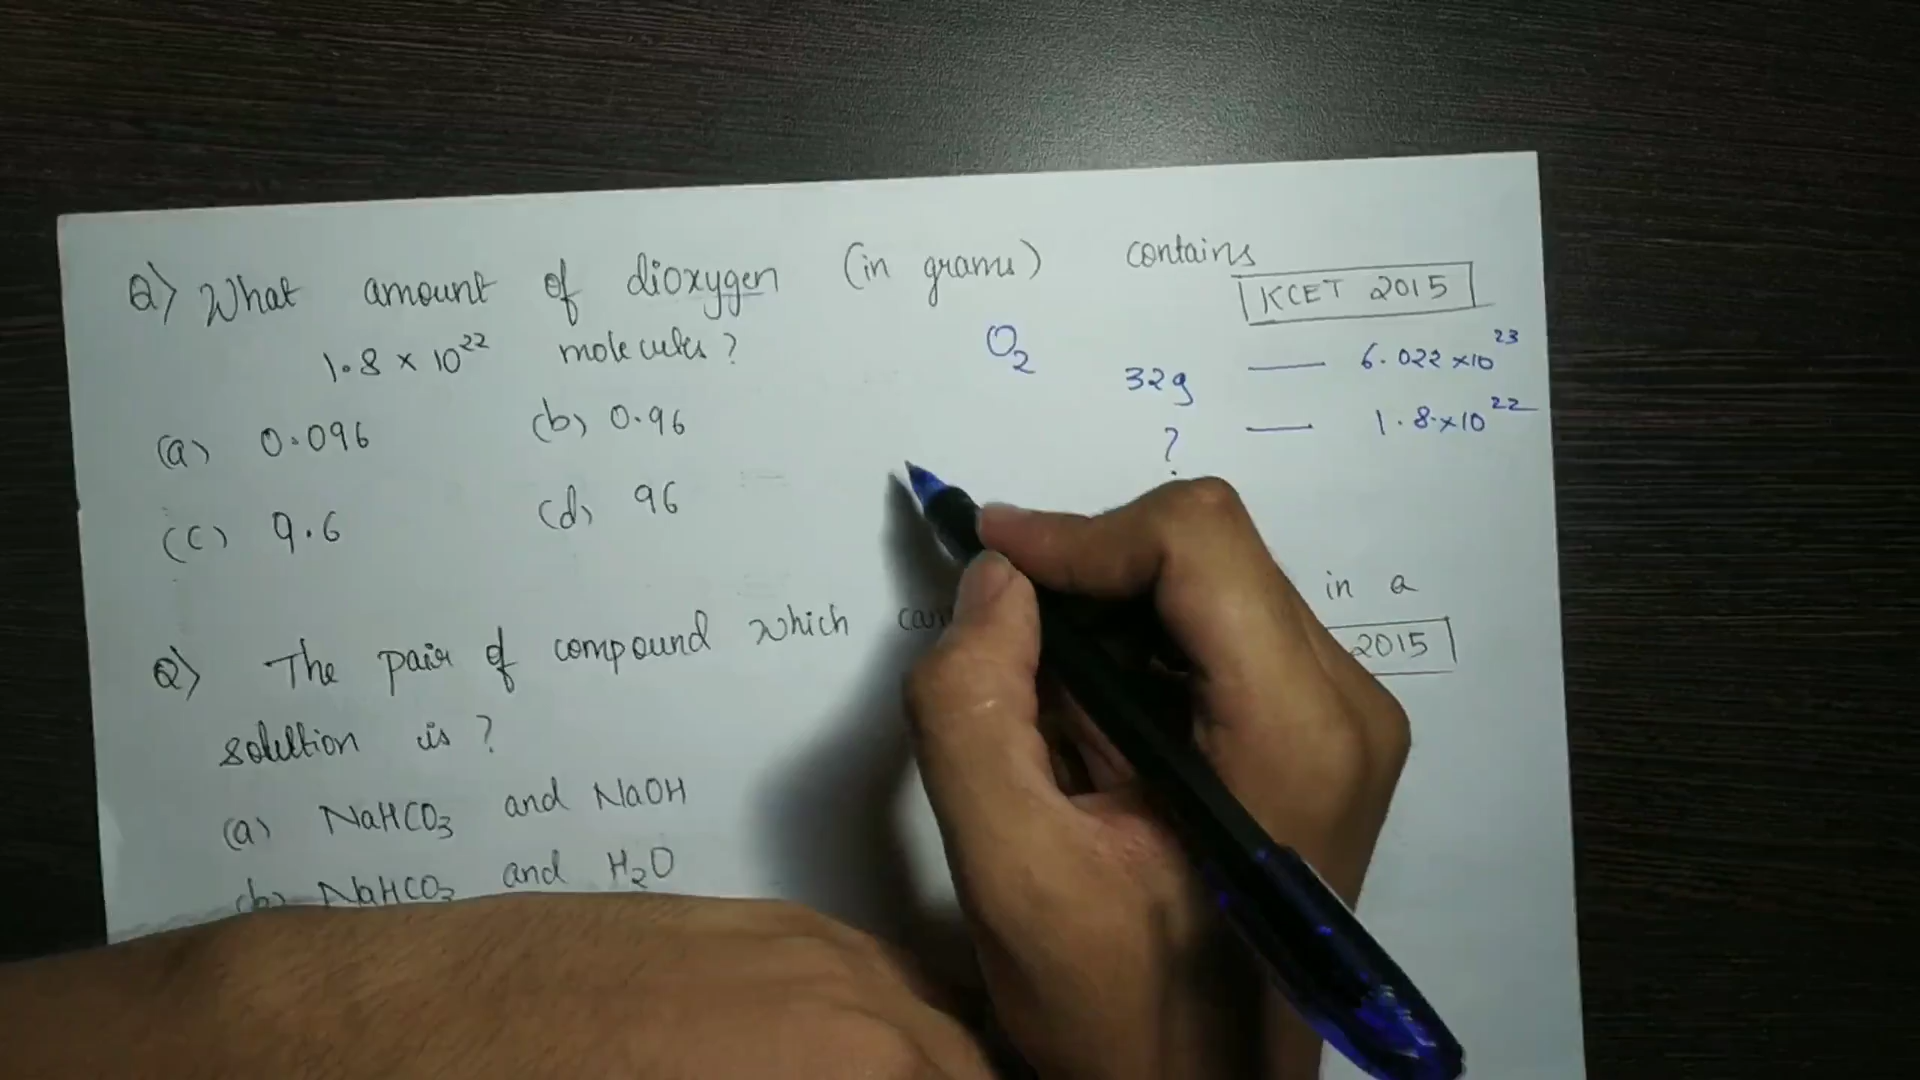 Q) What amount of dioxygen (in grams) contains
KCET 2015
1.8 × 10²² molecules?
O₂
32g — 6.022 × 10²³
? — 1.8 × 10²²
(a) 0.096 (b) 0.96
(c) 9.6 (d) 96
Q) The pair of compound which in a
2015
solution is?
(a) NaHCO₃ and NaOH
(b) NaHCO₃ and H₂O